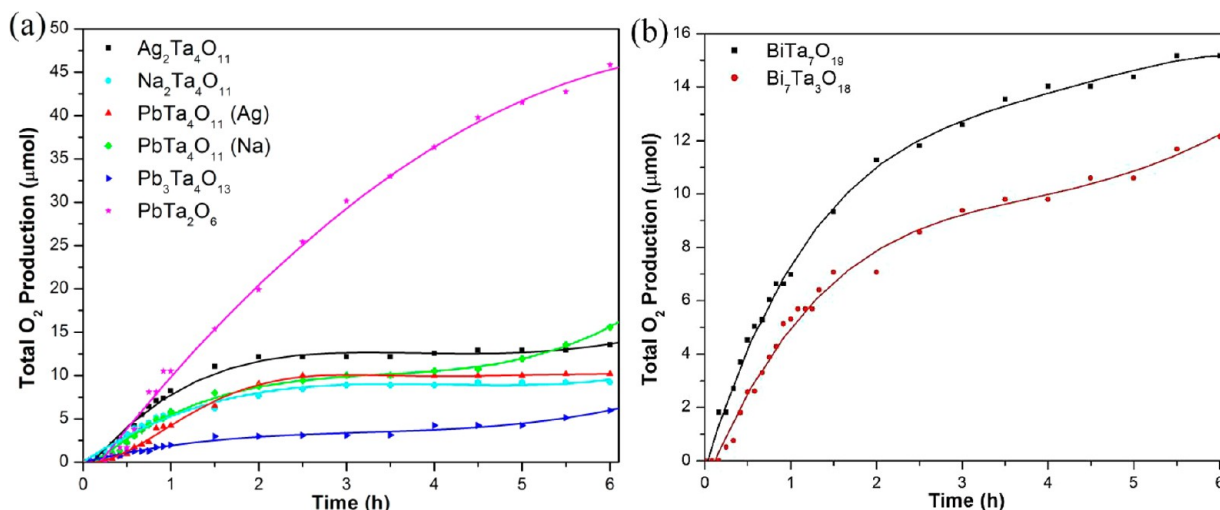 (a)
Total O₂ Production (μmol)
50
45
40
35
30
25
20
15
10
5
0
Ag₂Ta₄O₁₁
Na₂Ta₄O₁₁
PbTa₄O₁₁ (Ag)
PbTa₄O₁₁ (Na)
Pb₃Ta₄O₁₃
PbTa₂O₆
0 1 2 3 4 5 6
Time (h)
(b)
Total O₂ Production (μmol)
16
14
12
10
8
6
4
2
0
BiTa₇O₁₉
Bi₇Ta₃O₁₈
0 1 2 3 4 5 6
Time (h)